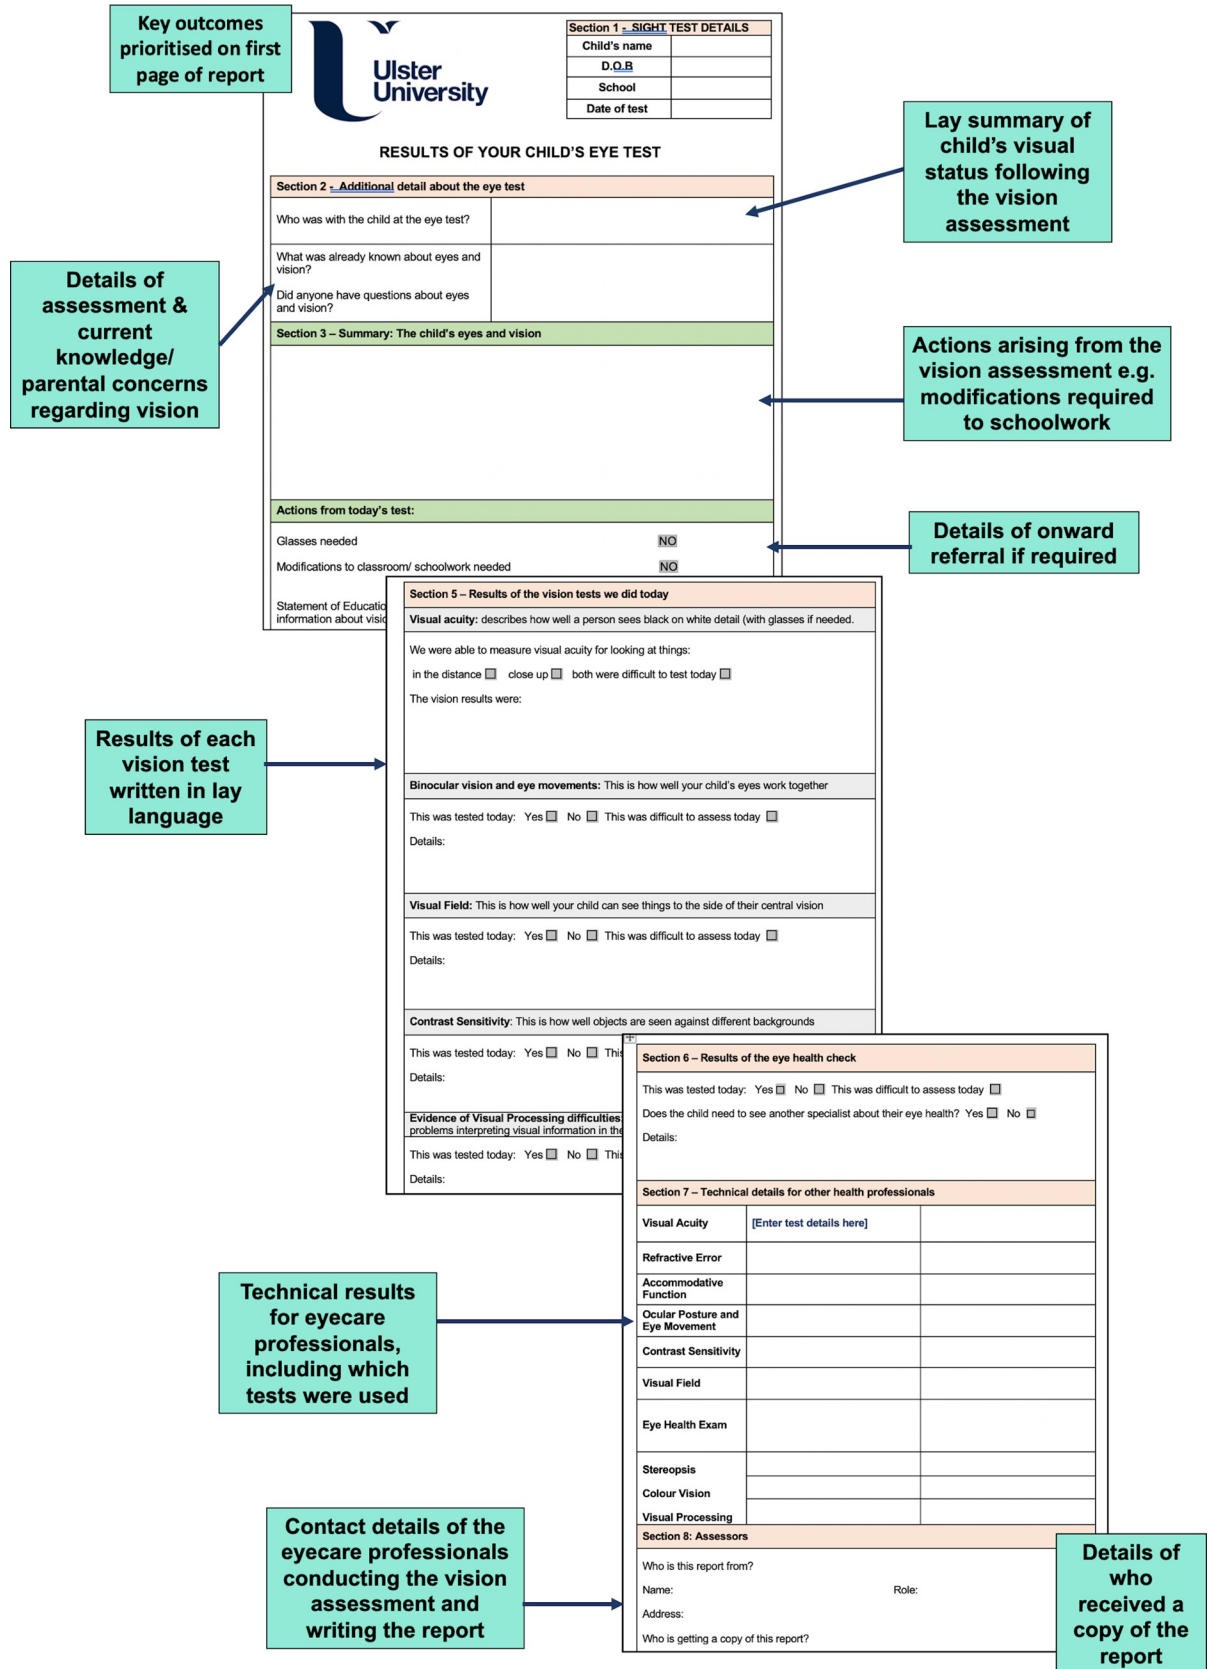 Key outcomes
prioritised on first
page of report
Ulster
University
Section 1 - SIGHT TEST DETAILS
Child's name
D.O.B
School
Date of test
RESULTS OF YOUR CHILD'S EYE TEST
Lay summary of
child's visual
status following
the vision
assessment
Section 2 - Additional detail about the eye test
Who was with the child at the eye test?
What was already known about eyes and
vision?
Did anyone have questions about eyes
and vision?
Details of
assessment &
current
knowledge/
parental concerns
regarding vision
Section 3 – Summary: The child's eyes and vision
Actions arising from the
vision assessment e.g.
modifications required
to schoolwork
Actions from today's test:
Glasses needed NO
Modifications to classroom/ schoolwork needed NO
Details of onward
referral if required
Statement of Educatio
information about visio
Section 5 – Results of the vision tests we did today
Visual acuity: describes how well a person sees black on white detail (with glasses if needed.
We were able to measure visual acuity for looking at things:
in the distance close up both were difficult to test today
The vision results were:
Results of each
vision test
written in lay
language
Binocular vision and eye movements: This is how well your child's eyes work together
This was tested today: Yes No This was difficult to assess today
Details:
Visual Field: This is how well your child can see things to the side of their central vision
This was tested today: Yes No This was difficult to assess today
Details:
Contrast Sensitivity: This is how well objects are seen against different backgrounds
This was tested today: Yes No This
Details:
Evidence of Visual Processing difficulties:
problems interpreting visual information in the
This was tested today: Yes No This
Details:
Section 6 – Results of the eye health check
This was tested today: Yes No This was difficult to assess today
Does the child need to see another specialist about their eye health? Yes No
Details:
Section 7 – Technical details for other health professionals
Visual Acuity [Enter test details here]
Refractive Error
Accommodative
Function
Ocular Posture and
Eye Movement
Contrast Sensitivity
Visual Field
Eye Health Exam
Stereopsis
Colour Vision
Visual Processing
Technical results
for eyecare
professionals,
including which
tests were used
Section 8: Assessors
Who is this report from?
Name: Role:
Address:
Who is getting a copy of this report?
Contact details of the
eyecare professionals
conducting the vision
assessment and
writing the report
Details of
who
received a
copy of the
report